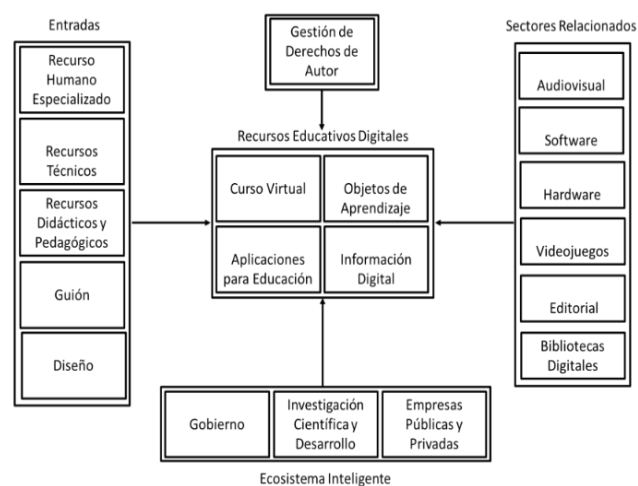 Entradas
Recurso
Humano
Especializado
Recursos
Técnicos
Recursos
Didácticos y
Pedagógicos
Guión
Diseño
Gestión de
Derechos de
Autor
Recursos Educativos Digitales
Curso Virtual
Objetos de
Aprendizaje
Aplicaciones
para Educación
Información
Digital
Sectores Relacionados
Audiovisual
Software
Hardware
Videojuegos
Editorial
Bibliotecas
Digitales
Gobierno
Investigación
Científica y
Desarrollo
Empresas
Públicas y
Privadas
Ecosistema Inteligente